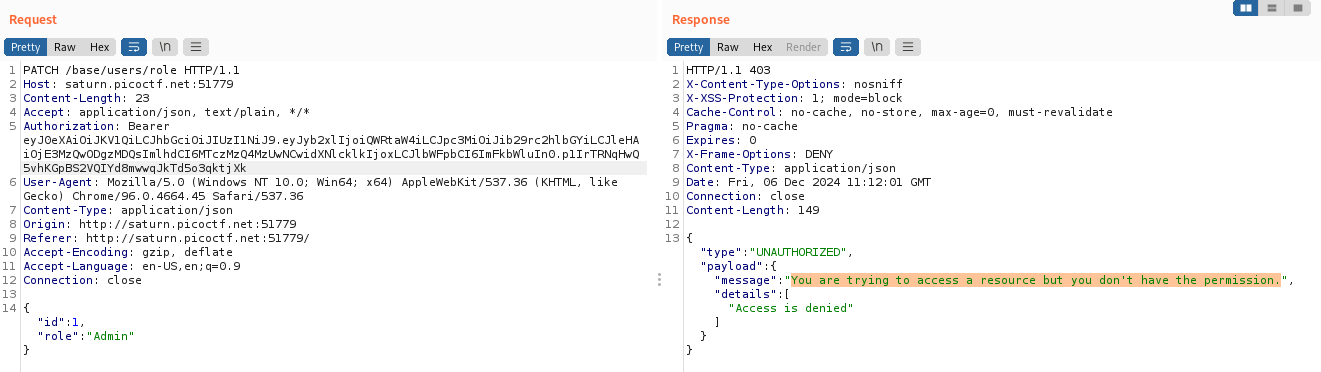 Request
Pretty Raw Hex \n
1 PATCH /base/users/role HTTP/1.1
2 Host: saturn.picoctf.net:51779
3 Content-Length: 23
4 Accept: application/json, text/plain, */*
5 Authorization: Bearer
eyJ0eXAiOiJKV1QiLCJhbGciOiJIUzI1NiJ9.eyJyb2xlIjoiQWRtaW4iLCJpc3MiOiJib29rc2hlbGYiLCJleHA
iOjE3MzQwODgzMDQsImlhdCI6MTczMzQ4MzUwNCwidXNlcklkIjoxLCJlbWFpbCI6ImFkbWluIn0.p1IrTRNqHwQ
5vhKGpBS2VQIYd8mwwqJkTd5o3qktjXk
6 User-Agent: Mozilla/5.0 (Windows NT 10.0; Win64; x64) AppleWebKit/537.36 (KHTML, like
Gecko) Chrome/96.0.4664.45 Safari/537.36
7 Content-Type: application/json
8 Origin: http://saturn.picoctf.net:51779
9 Referer: http://saturn.picoctf.net:51779/
10 Accept-Encoding: gzip, deflate
11 Accept-Language: en-US,en;q=0.9
12 Connection: close
13
14 {
"id":1,
"role":"Admin"
}
Response
Pretty Raw Hex Render \n
1 HTTP/1.1 403
2 X-Content-Type-Options: nosniff
3 X-XSS-Protection: 1; mode=block
4 Cache-Control: no-cache, no-store, max-age=0, must-revalidate
5 Pragma: no-cache
6 Expires: 0
7 X-Frame-Options: DENY
8 Content-Type: application/json
9 Date: Fri, 06 Dec 2024 11:12:01 GMT
10 Connection: close
11 Content-Length: 149
12
13 {
"type":"UNAUTHORIZED",
"payload":{
"message":"You are trying to access a resource but you don't have the permission.",
"details":[
"Access is denied"
]
}
}